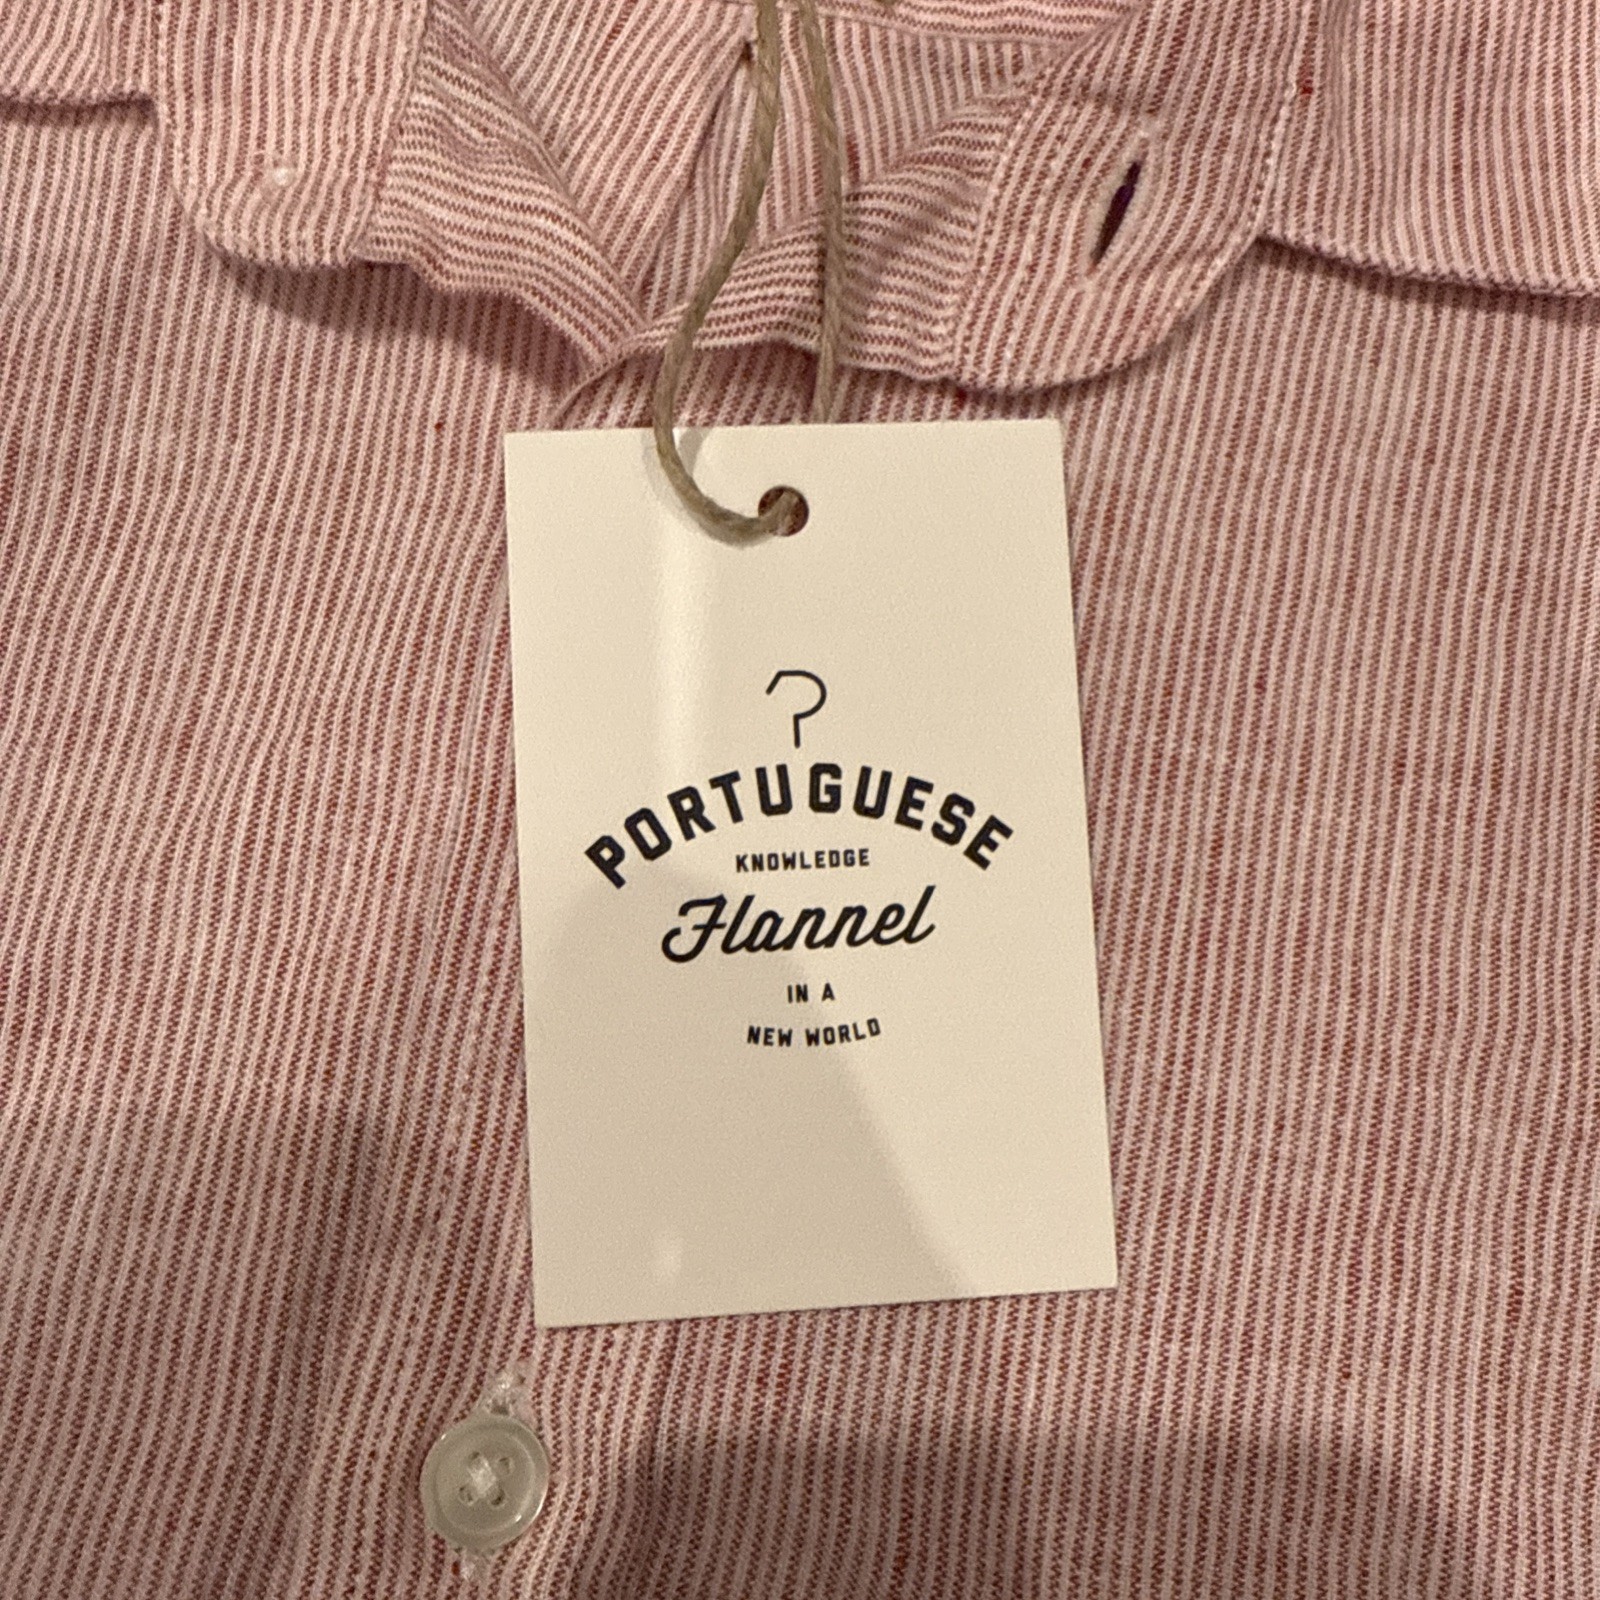 PORTUGUESE
KNOWLEDGE
Flannel
IN A
NEW WORLD